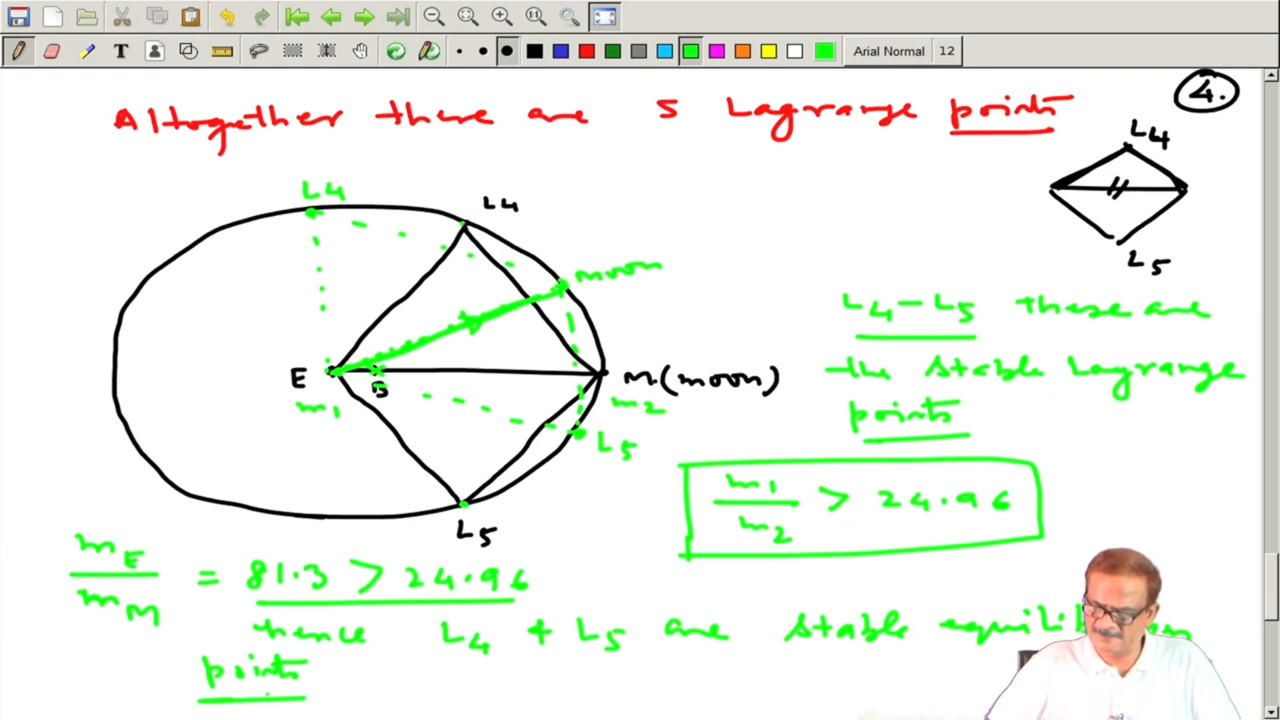 Arial Normal 12
4.
Altogether there are 5 Lagrange points
L4
L5
L4
L4
moon
E
m1
B
M (moon)
m2
L5
L5
L4-L5 These are
the stable Lagrange
points
m1/m2 > 24.96
mE/mM = 81.3 > 24.96
hence L4 + L5 are stable
points